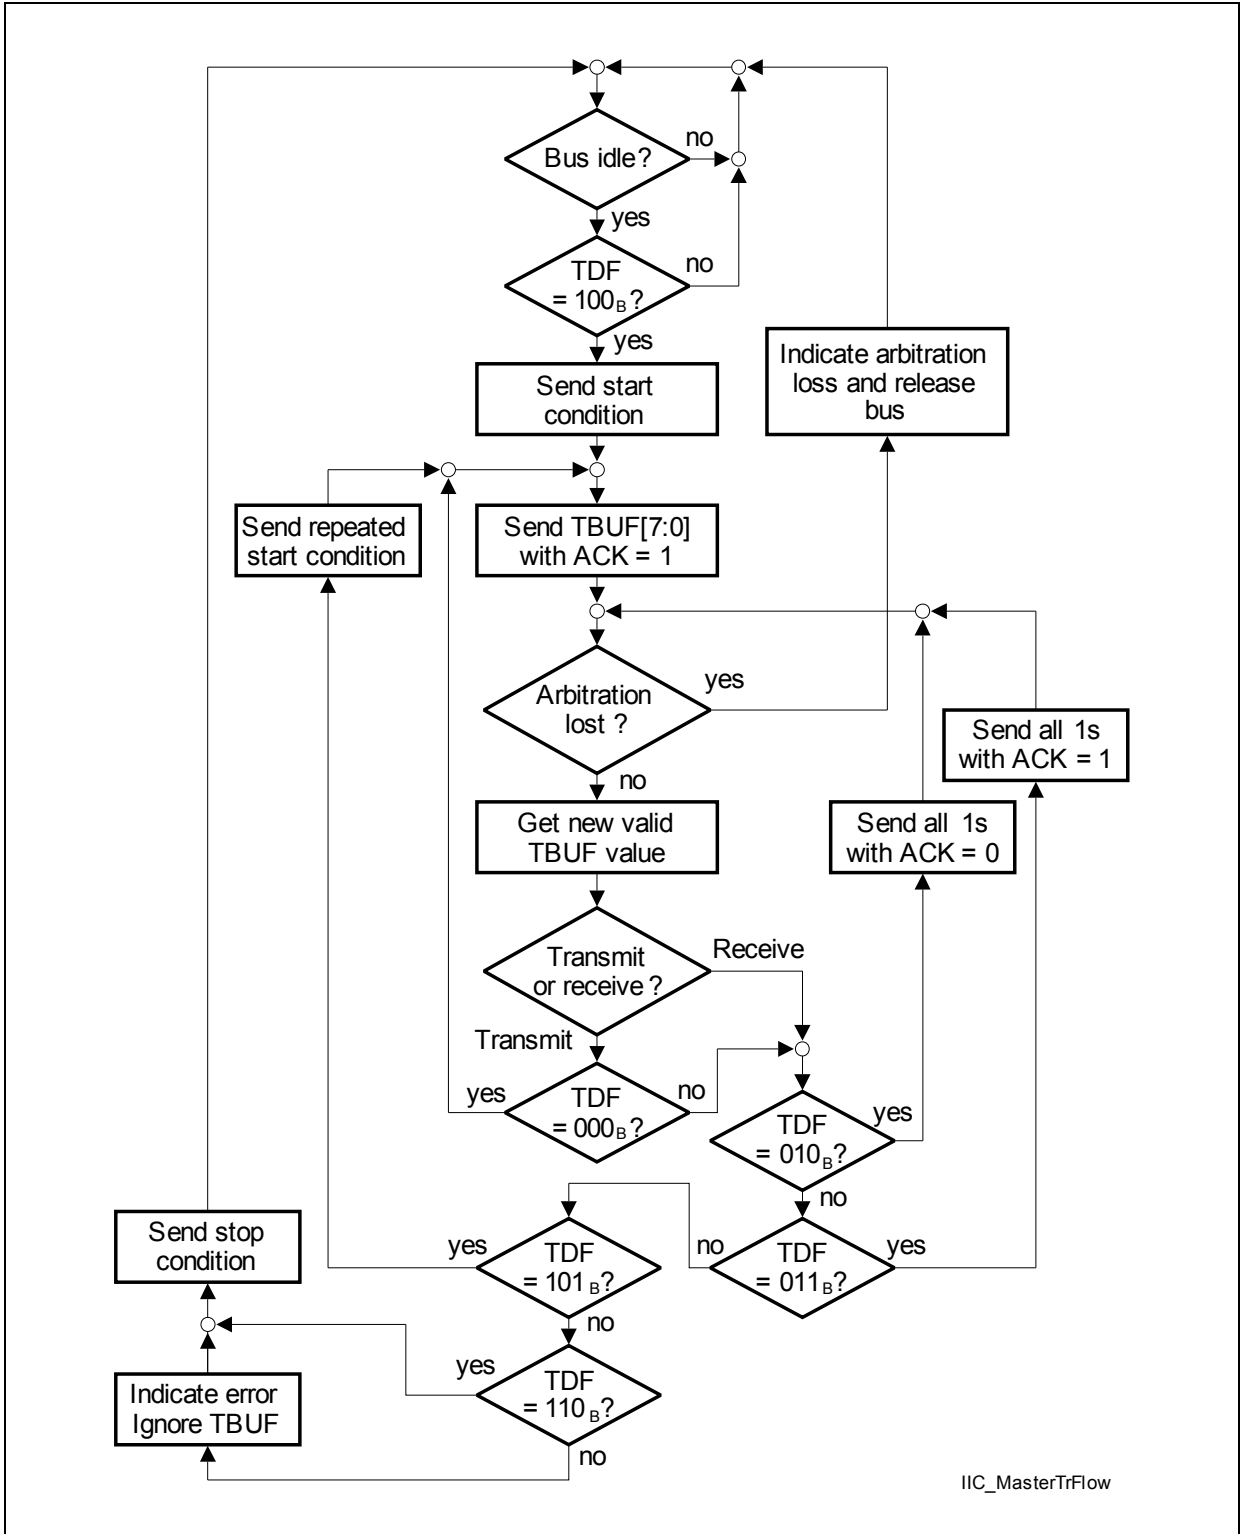 Bus idle?
no
yes
TDF
= 100B?
no
yes
Send start
condition
Indicate arbitration
loss and release
bus
Send repeated
start condition
Send TBUF[7:0]
with ACK = 1
Arbitration
lost ?
yes
no
Send all 1s
with ACK = 1
Get new valid
TBUF value
Send all 1s
with ACK = 0
Transmit
or receive ?
Receive
Transmit
TDF
= 000B?
yes
no
TDF
= 010B?
yes
no
Send stop
condition
TDF
= 101B?
yes
no
TDF
= 011B?
no
yes
Indicate error
Ignore TBUF
TDF
= 110B?
yes
no
IIC_MasterTrFlow